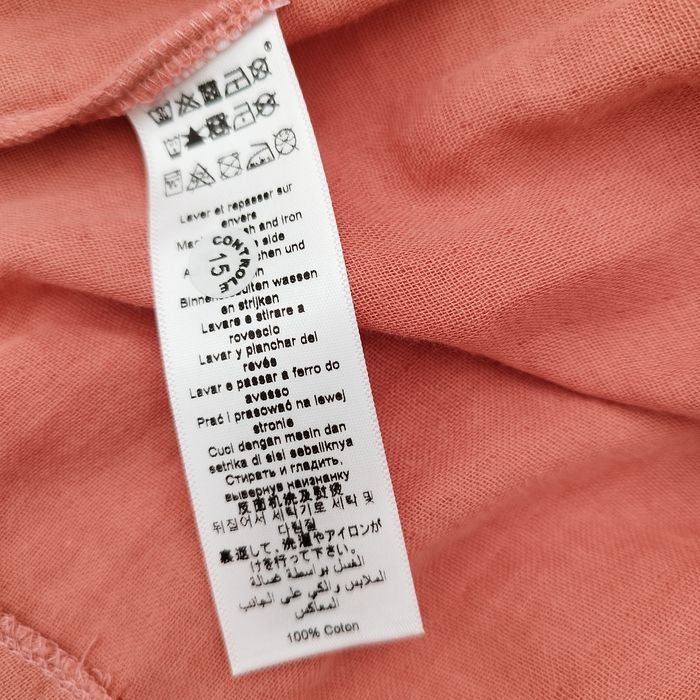 Lavar et repasser sur
envers
and iron
side
und
CONTROLE
15
wassen
en strijken
Lavare e stirare a
rovescio
Lavar y planchar del
revés
Lavar e passar a ferro do
avesso
Prać i prasować na lewej
stronie
Cuci dengan mesin dan
setrika di sisi sebaliknya
Стирать и гладить,
вывернув наизнанку
反面机洗及熨烫
뒤집어서 세탁기로 세탁 및
다림질
裏返して、洗濯やアイロンが
けを行って下さい。
الغسل بواسطة غسالة
الملابس والكي على الجانب
المعاكس
100% Coton